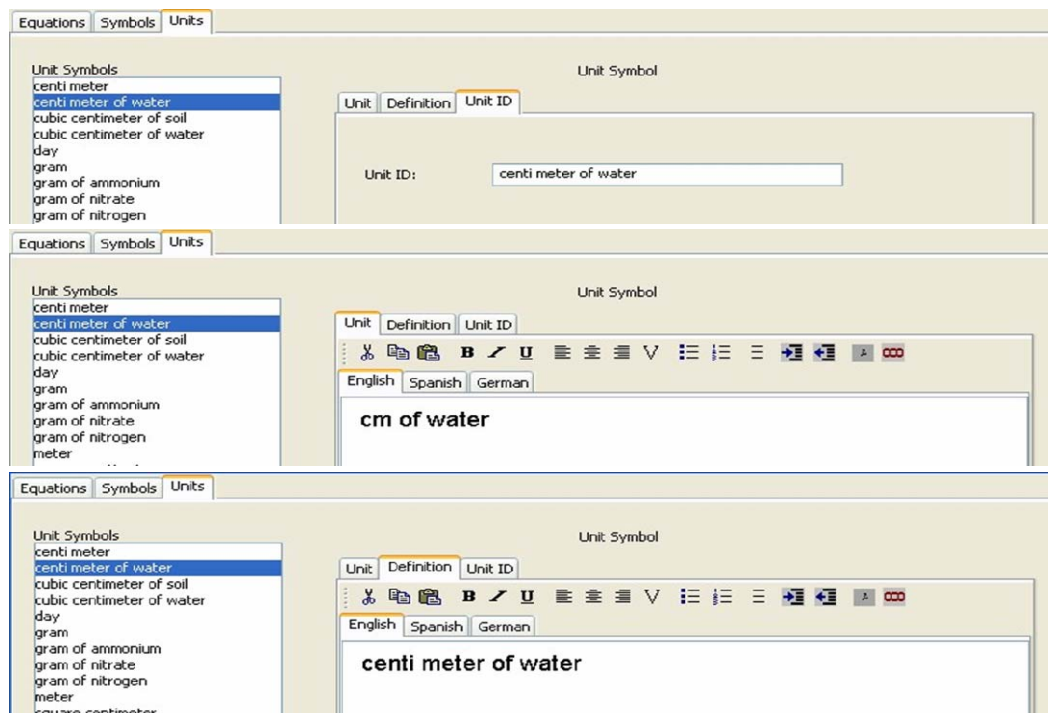 Equations Symbols Units
Unit Symbols
Unit Symbol
centi meter
centi meter of water
cubic centimeter of soil
cubic centimeter of water
day
gram
gram of ammonium
gram of nitrate
gram of nitrogen
Unit Definition Unit ID
Unit ID: centi meter of water
Equations Symbols Units
Unit Symbols
Unit Symbol
centi meter
centi meter of water
cubic centimeter of soil
cubic centimeter of water
day
gram
gram of ammonium
gram of nitrate
gram of nitrogen
meter
Unit Definition Unit ID
B I U
English Spanish German
cm of water
Equations Symbols Units
Unit Symbols
Unit Symbol
centi meter
centi meter of water
cubic centimeter of soil
cubic centimeter of water
day
gram
gram of ammonium
gram of nitrate
gram of nitrogen
meter
square centimeter
Unit Definition Unit ID
B I U
English Spanish German
centi meter of water